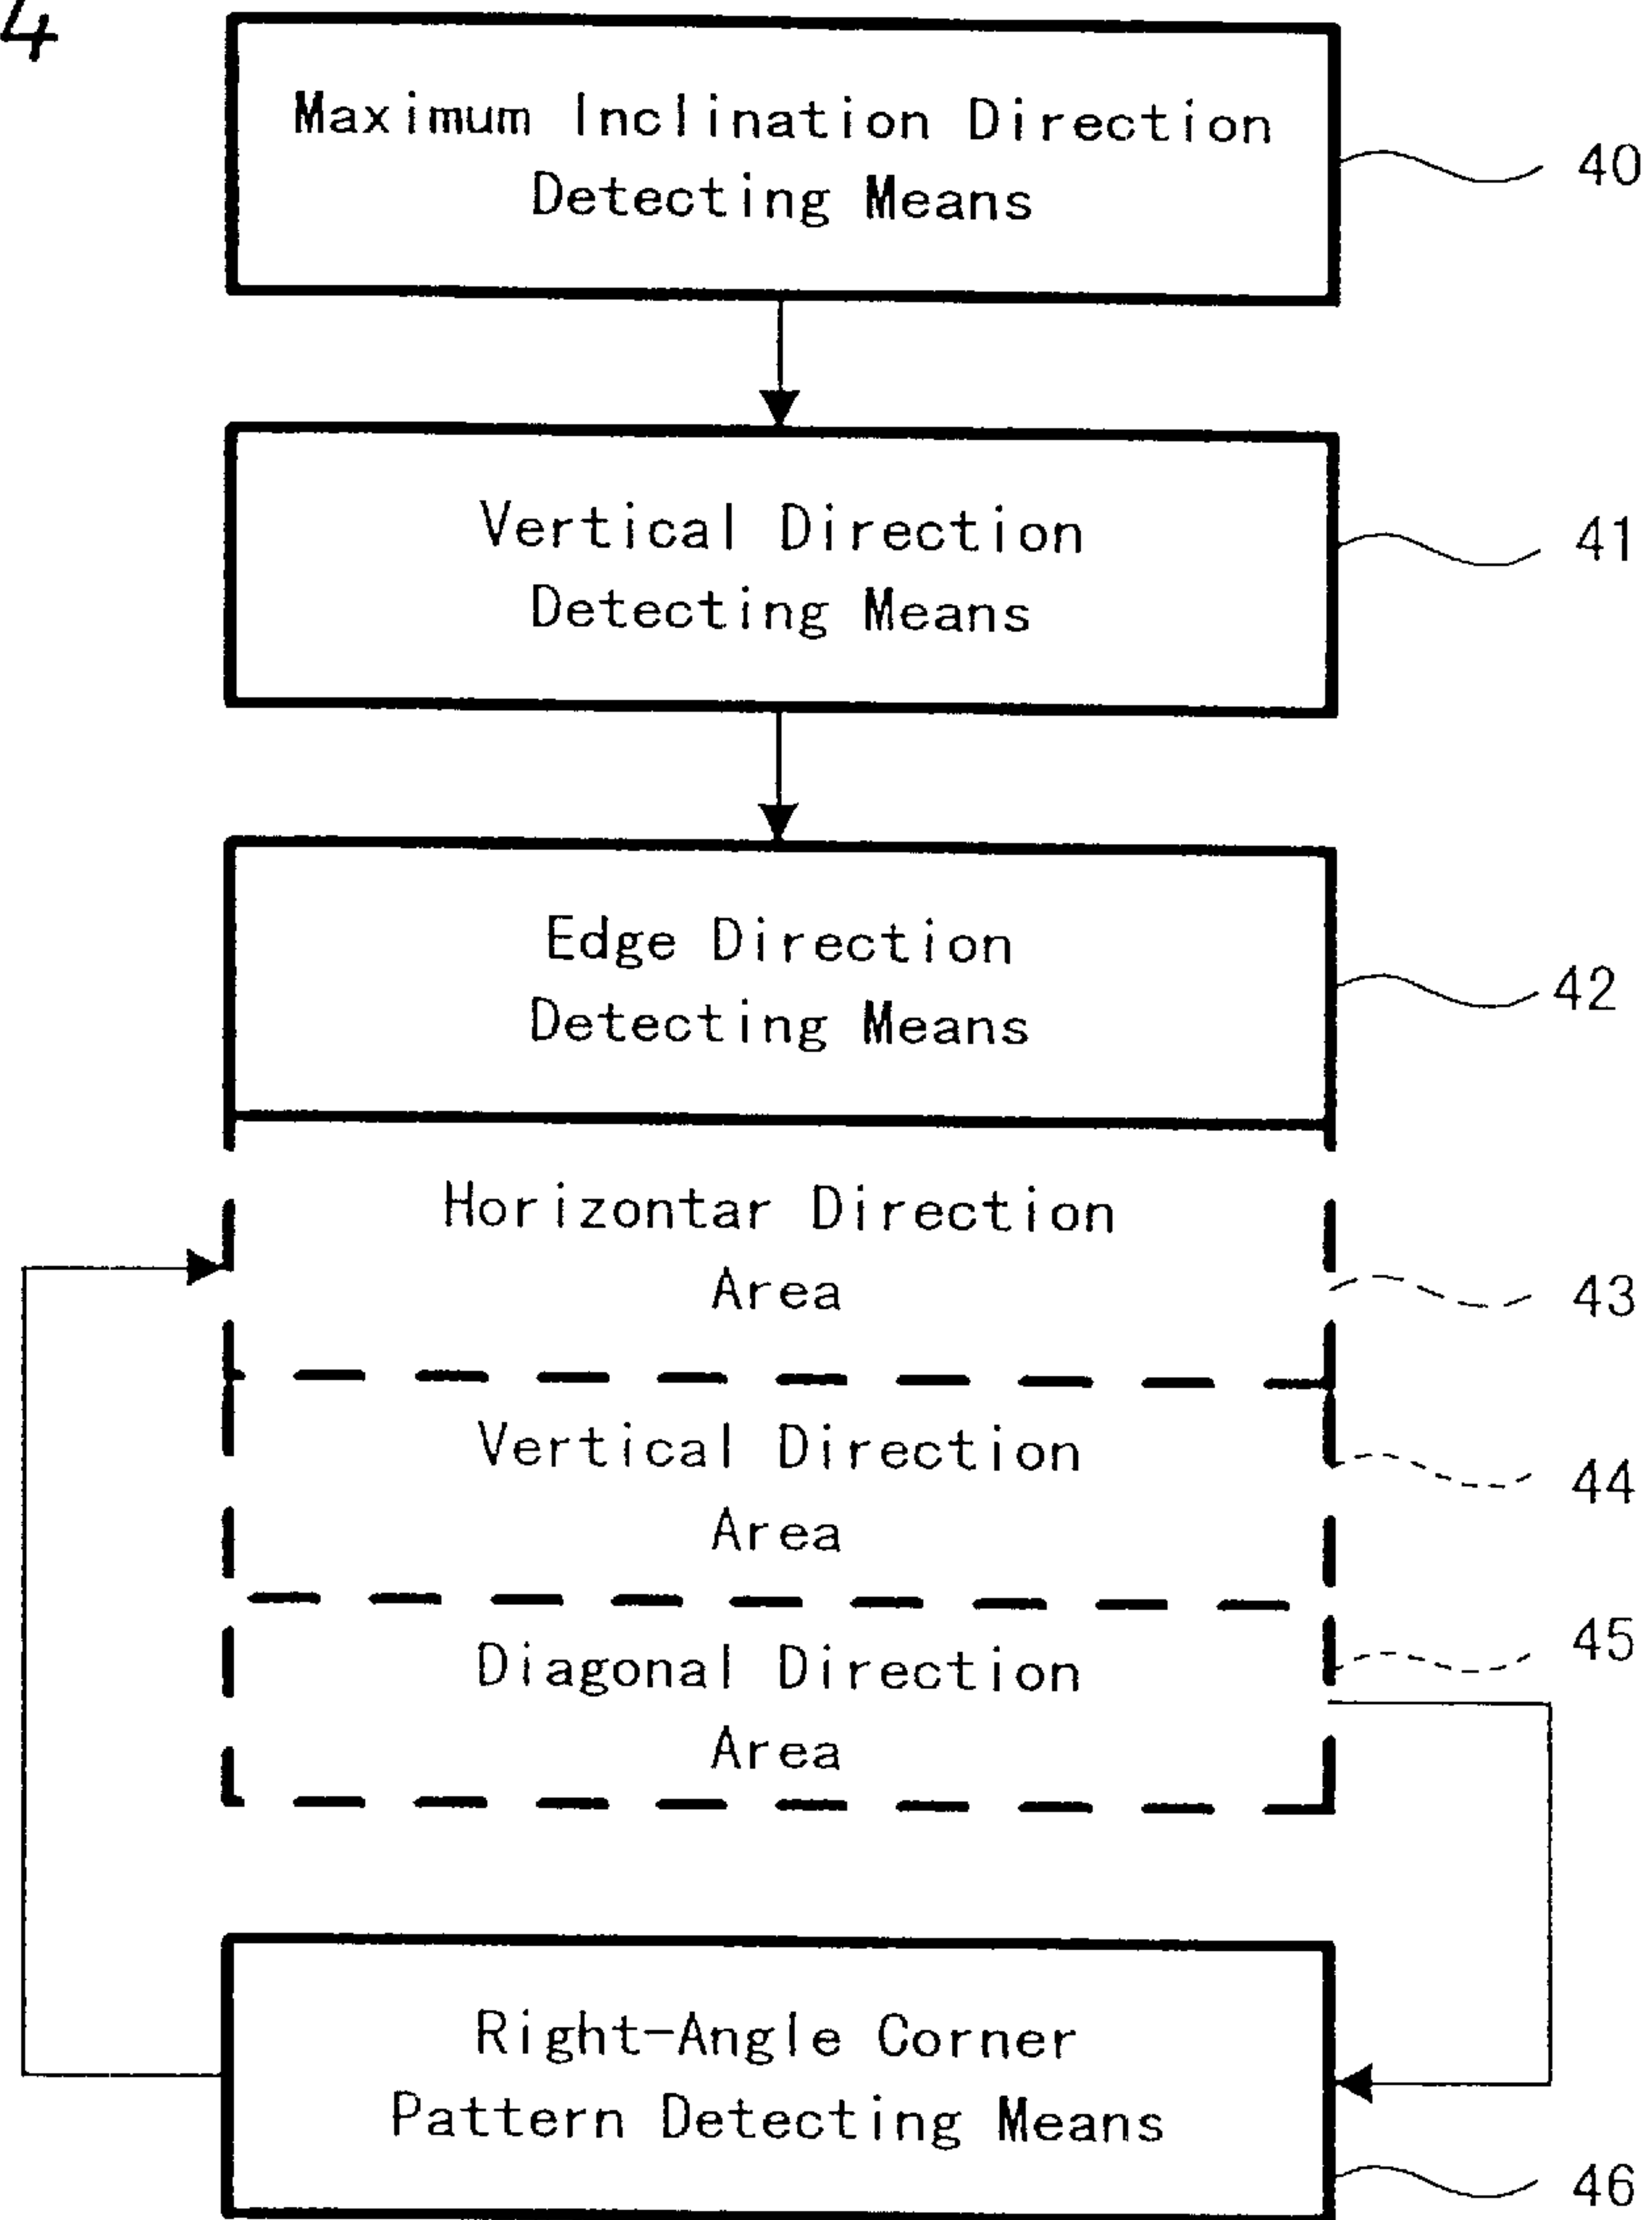 4
Maximum Inclination Direction
Detecting Means
40
Vertical Direction
Detecting Means
41
Edge Direction
Detecting Means
42
Horizontar Direction
Area
43
Vertical Direction
Area
44
Diagonal Direction
Area
45
Right-Angle Corner
Pattern Detecting Means
46